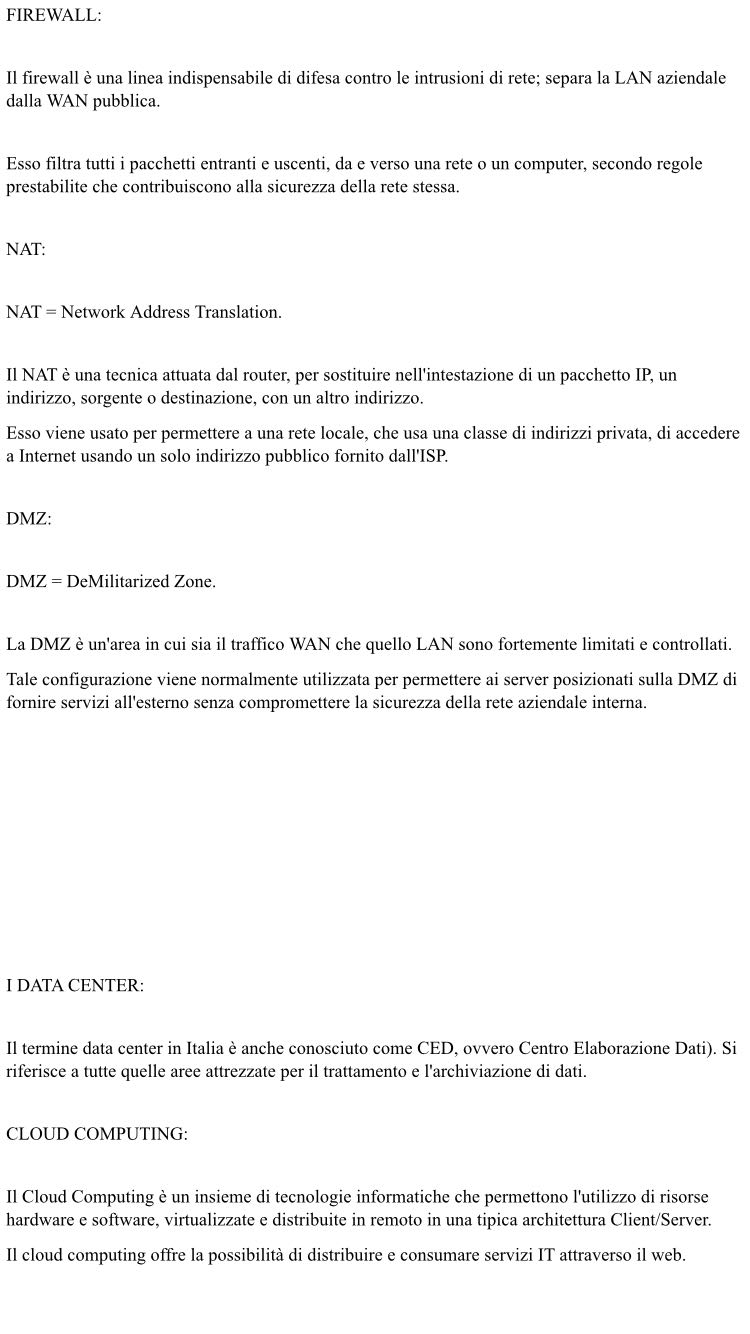 FIREWALL:
Il firewall è una linea indispensabile di difesa contro le intrusioni di rete; separa la LAN aziendale
dalla WAN pubblica.
Esso filtra tutti i pacchetti entranti e uscenti, da e verso una rete o un computer, secondo regole
prestabilite che contribuiscono alla sicurezza della rete stessa.
NAT:
NAT = Network Address Translation.
Il NAT è una tecnica attuata dal router, per sostituire nell'intestazione di un pacchetto IP, un
indirizzo, sorgente o destinazione, con un altro indirizzo.
Esso viene usato per permettere a una rete locale, che usa una classe di indirizzi privata, di accedere
a Internet usando un solo indirizzo pubblico fornito dall'ISP.
DMZ:
DMZ = DeMilitarized Zone.
La DMZ è un'area in cui sia il traffico WAN che quello LAN sono fortemente limitati e controllati.
Tale configurazione viene normalmente utilizzata per permettere ai server posizionati sulla DMZ di
fornire servizi all'esterno senza compromettere la sicurezza della rete aziendale interna.
I DATA CENTER:
Il termine data center in Italia è anche conosciuto come CED, ovvero Centro Elaborazione Dati). Si
riferisce a tutte quelle aree attrezzate per il trattamento e l'archiviazione di dati.
CLOUD COMPUTING:
Il Cloud Computing è un insieme di tecnologie informatiche che permettono l'utilizzo di risorse
hardware e software, virtualizzate e distribuite in remoto in una tipica architettura Client/Server.
Il cloud computing offre la possibilità di distribuire e consumare servizi IT attraverso il web.